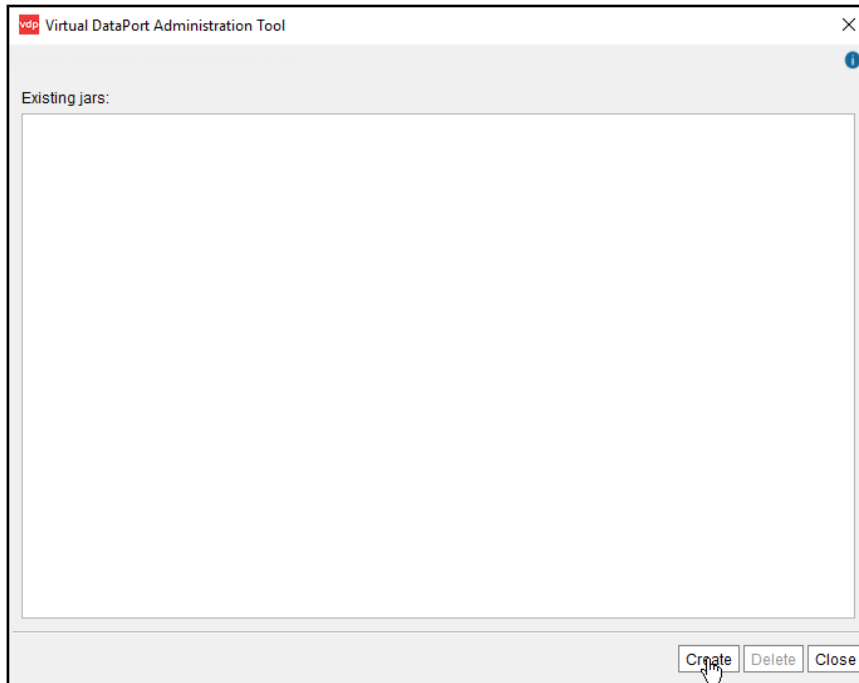 vdp Virtual DataPort Administration Tool
i
Existing jars:
Create Delete Close